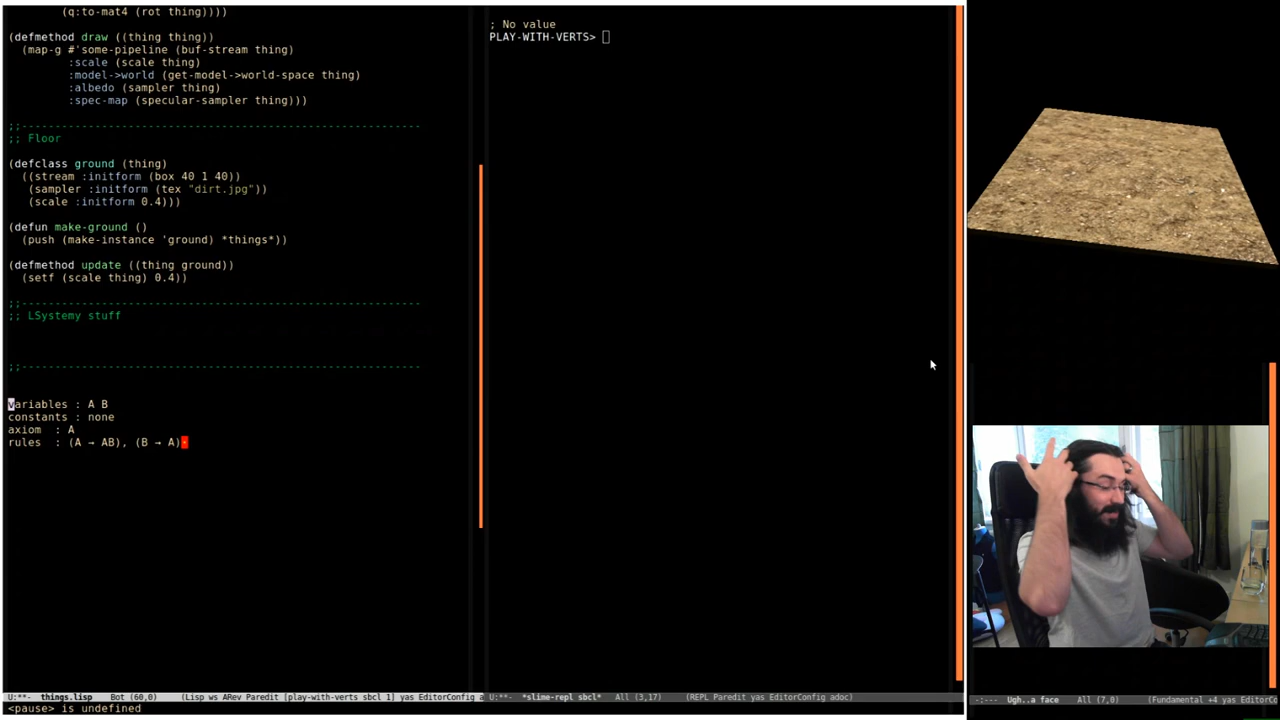 (q:to-mat4 (rot thing))))
(defmethod draw ((thing thing))
(map-g #'some-pipeline (buf-stream thing)
:scale (scale thing)
:model->world (get-model->world-space thing)
:albedo (sampler thing)
:spec-map (specular-sampler thing)))
;;------------------------------------------------------------
;; Floor
(defclass ground (thing)
((stream :initform (box 40 1 40))
(sampler :initform (tex "dirt.jpg"))
(scale :initform 0.4)))
(defun make-ground ()
(push (make-instance 'ground) *things*))
(defmethod update ((thing ground))
(setf (scale thing) 0.4))
;;------------------------------------------------------------
;; LSystemy stuff
;;------------------------------------------------------------
variables : A B
constants : none
axiom : A
rules : (A → AB), (B → A)
U:**- things.lisp Bot (60,0) (Lisp ws ARev Paredit [play-with-verts sbcl 1] yas EditorConfig a
<pause> is undefined
; No value
PLAY-WITH-VERTS>
U:**- *slime-repl sbcl* All (3,17) (REPL Paredit yas EditorConfig adoc)
-:--- Ugh..a face All (7,0) (Fundamental +4 yas EditorCo